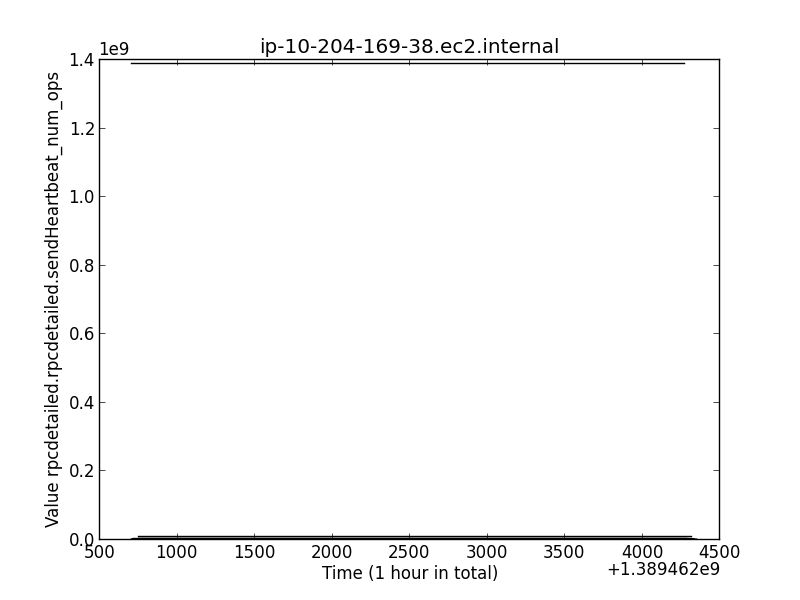 ip-10-204-169-38.ec2.internal
1e9
Value rpcdetailed.rpcdetailed.sendHeartbeat_num_ops
1.4
1.2
1.0
0.8
0.6
0.4
0.2
0.0
500 1000 1500 2000 2500 3000 3500 4000 4500
Time (1 hour in total)
+1.389462e9